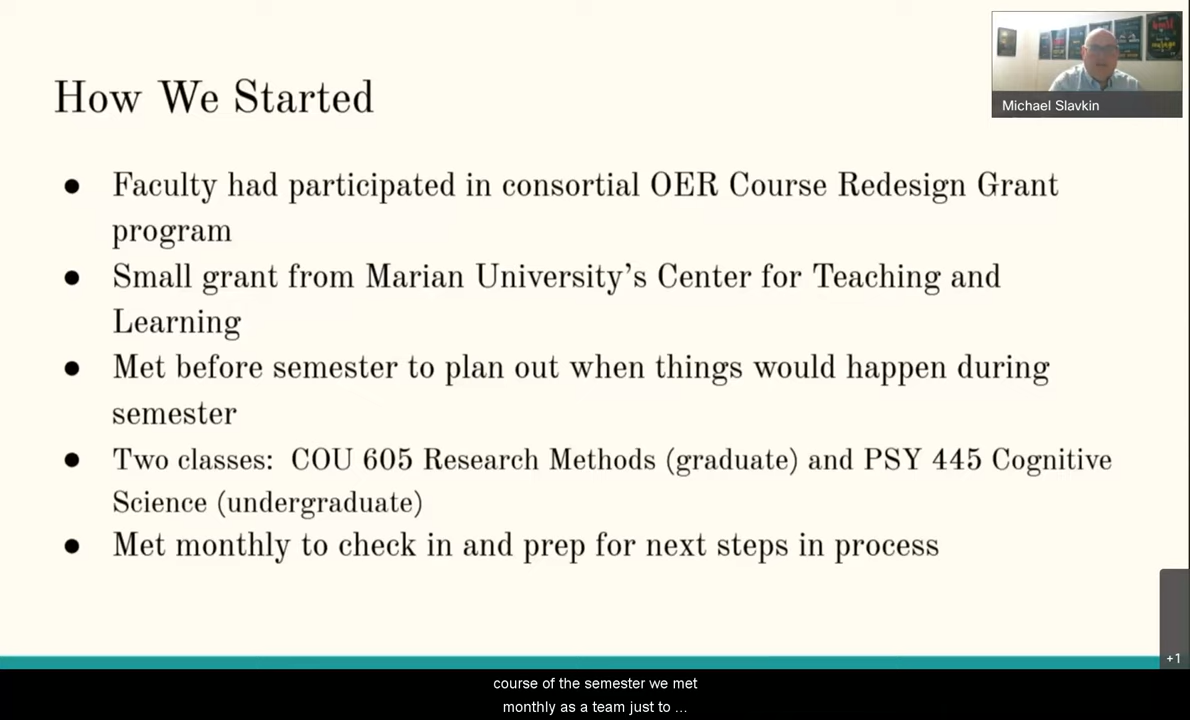 How We Started
Michael Slavkin
● Faculty had participated in consortial OER Course Redesign Grant
program
● Small grant from Marian University's Center for Teaching and
Learning
● Met before semester to plan out when things would happen during
semester
● Two classes: COU 605 Research Methods (graduate) and PSY 445 Cognitive
Science (undergraduate)
● Met monthly to check in and prep for next steps in process
+1
course of the semester we met
monthly as a team just to ...